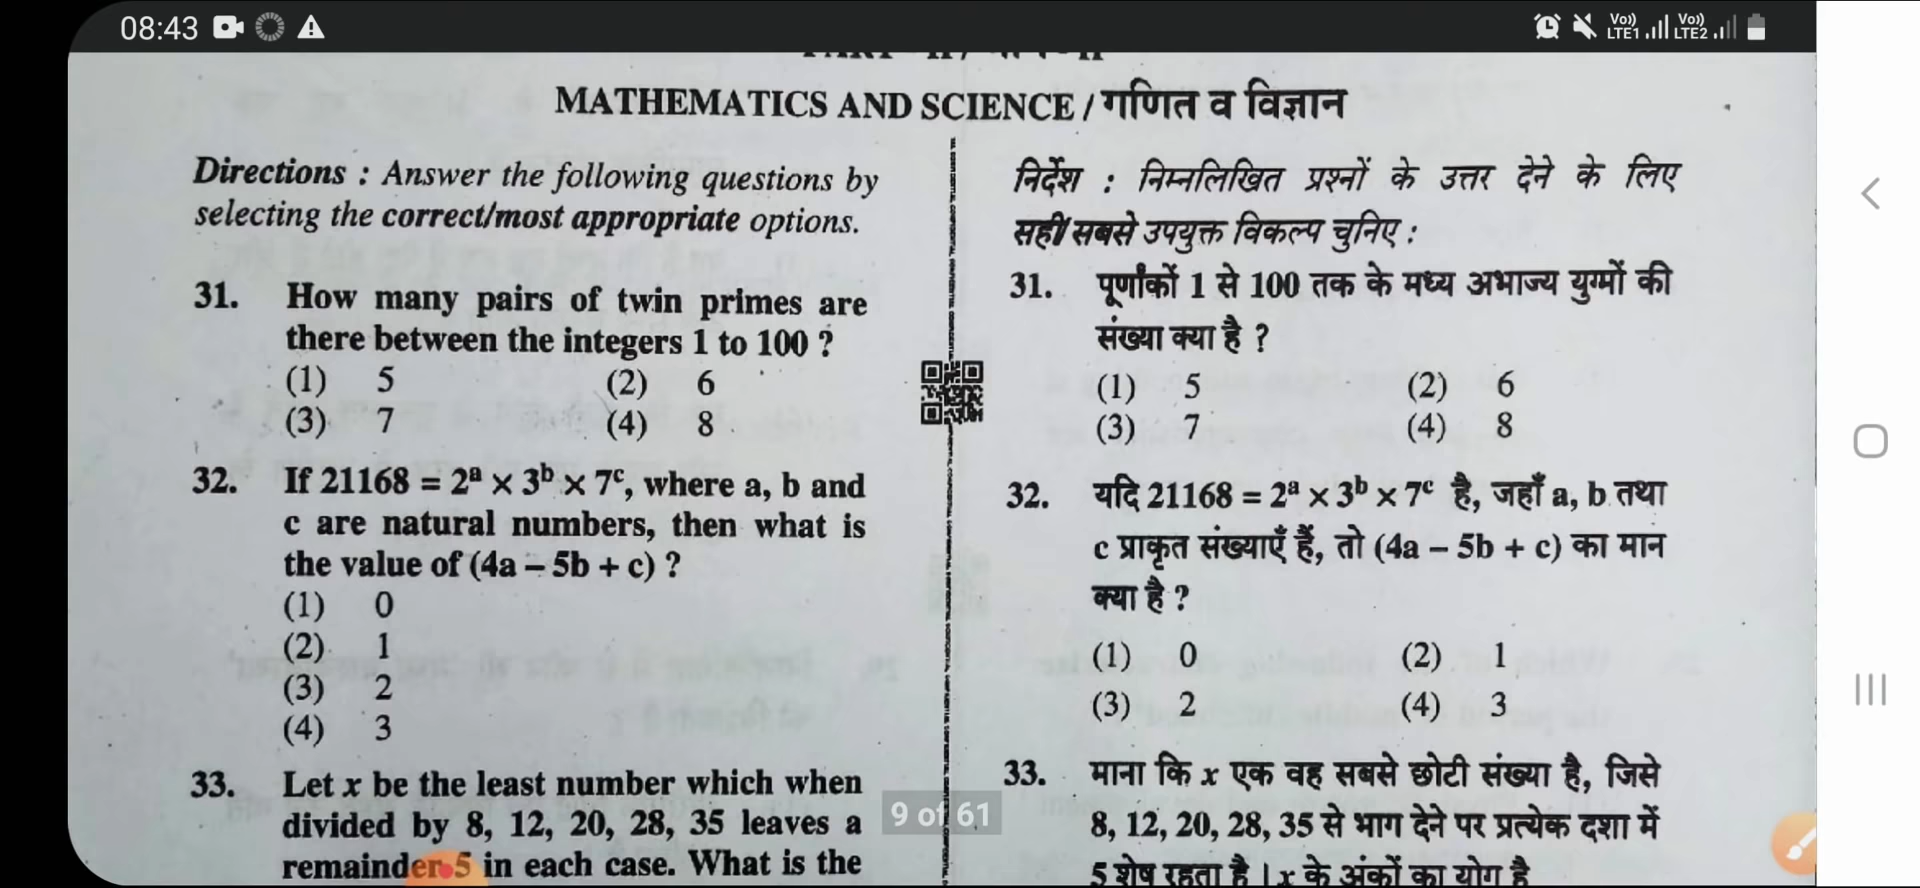 08:43
Vo)) LTE1 Vo)) LTE2
MATHEMATICS AND SCIENCE / गणित व विज्ञान
Directions : Answer the following questions by
selecting the correct/most appropriate options.
31. How many pairs of twin primes are
there between the integers 1 to 100 ?
(1) 5 (2) 6
(3) 7 (4) 8
32. If 21168 = 2ᵃ × 3ᵇ × 7ᶜ, where a, b and
c are natural numbers, then what is
the value of (4a – 5b + c) ?
(1) 0
(2) 1
(3) 2
(4) 3
33. Let x be the least number which when
divided by 8, 12, 20, 28, 35 leaves a
remainder 5 in each case. What is the
निर्देश : निम्नलिखित प्रश्नों के उत्तर देने के लिए
सही/सबसे उपयुक्त विकल्प चुनिए :
31. पूर्णांकों 1 से 100 तक के मध्य अभाज्य युग्मों की
संख्या क्या है ?
(1) 5 (2) 6
(3) 7 (4) 8
32. यदि 21168 = 2ᵃ × 3ᵇ × 7ᶜ है, जहाँ a, b तथा
c प्राकृत संख्याएँ हैं, तो (4a – 5b + c) का मान
क्या है ?
(1) 0 (2) 1
(3) 2 (4) 3
33. माना कि x एक वह सबसे छोटी संख्या है, जिसे
8, 12, 20, 28, 35 से भाग देने पर प्रत्येक दशा में
5 शेष रहता है । x के अंकों का योग है
9 of 61